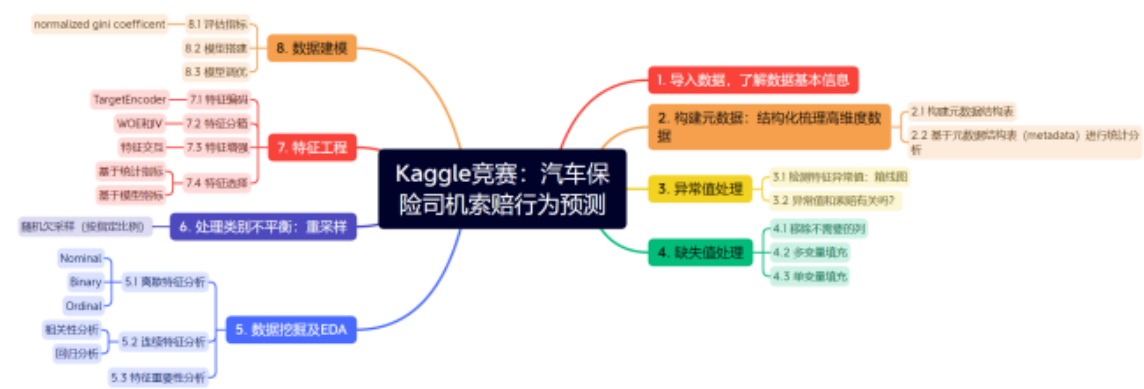 Kaggle竞赛：汽车保
险司机索赔行为预测
1. 导入数据，了解数据基本信息
2. 构建元数据：结构化梳理高维度数
据
2.1 构建元数据结构表
2.2 基于元数据结构表（metadata）进行统计分
析
3. 异常值处理
3.1 检测特征异常值：箱线图
3.2 异常值和索赔有关吗？
4. 缺失值处理
4.1 移除不需要的列
4.2 多变量填充
4.3 单变量填充
5. 数据挖掘及EDA
5.1 离散特征分析
Nominal
Binary
Ordinal
5.2 连续特征分析
相关性分析
回归分析
5.3 特征重要性分析
6. 处理类别不平衡：重采样
随机欠采样（按指定比例）
7. 特征工程
7.1 特征编码
TargetEncoder
7.2 特征分箱
WOE和IV
7.3 特征增强
特征交互
7.4 特征选择
基于统计指标
基于模型指标
8. 数据建模
8.1 评估指标
normalized gini coefficent
8.2 模型搭建
8.3 模型调优